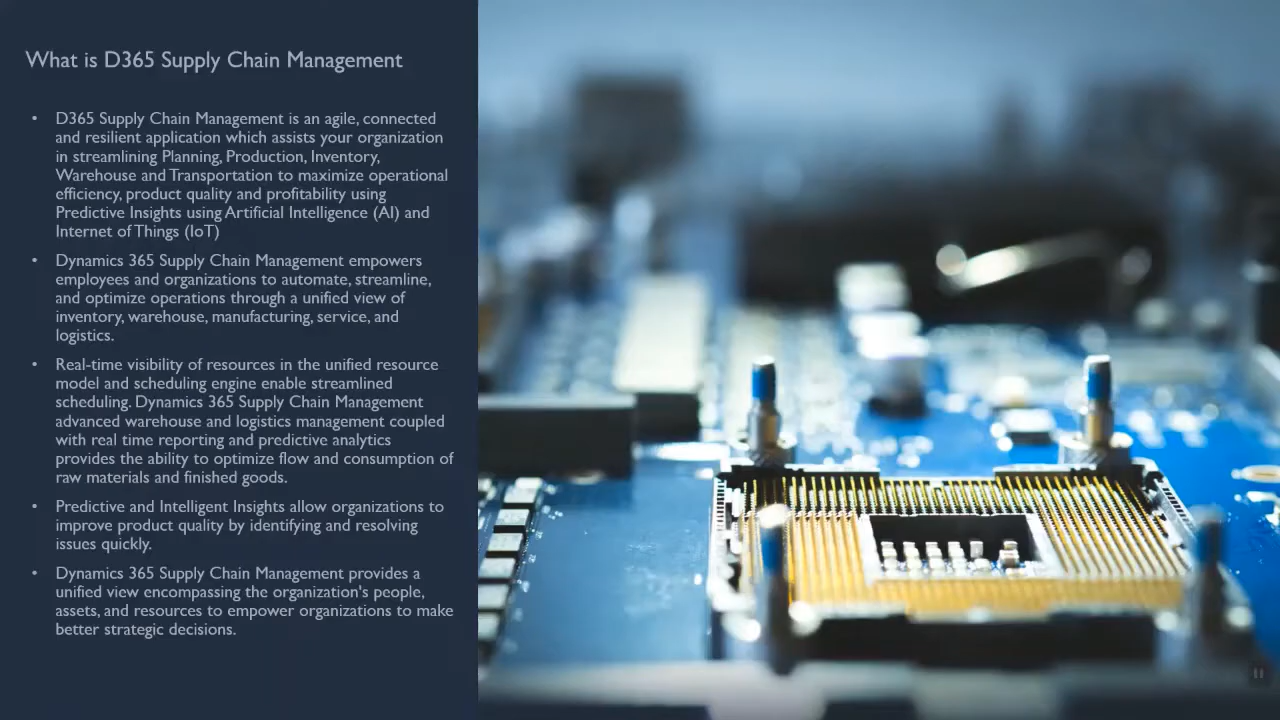 What is D365 Supply Chain Management
• D365 Supply Chain Management is an agile, connected
and resilient application which assists your organization
in streamlining Planning, Production, Inventory,
Warehouse and Transportation to maximize operational
efficiency, product quality and profitability using
Predictive Insights using Artificial Intelligence (AI) and
Internet of Things (IoT)
• Dynamics 365 Supply Chain Management empowers
employees and organizations to automate, streamline,
and optimize operations through a unified view of
inventory, warehouse, manufacturing, service, and
logistics.
• Real-time visibility of resources in the unified resource
model and scheduling engine enable streamlined
scheduling. Dynamics 365 Supply Chain Management
advanced warehouse and logistics management coupled
with real time reporting and predictive analytics
provides the ability to optimize flow and consumption of
raw materials and finished goods.
• Predictive and Intelligent Insights allow organizations to
improve product quality by identifying and resolving
issues quickly.
• Dynamics 365 Supply Chain Management provides a
unified view encompassing the organization's people,
assets, and resources to empower organizations to make
better strategic decisions.